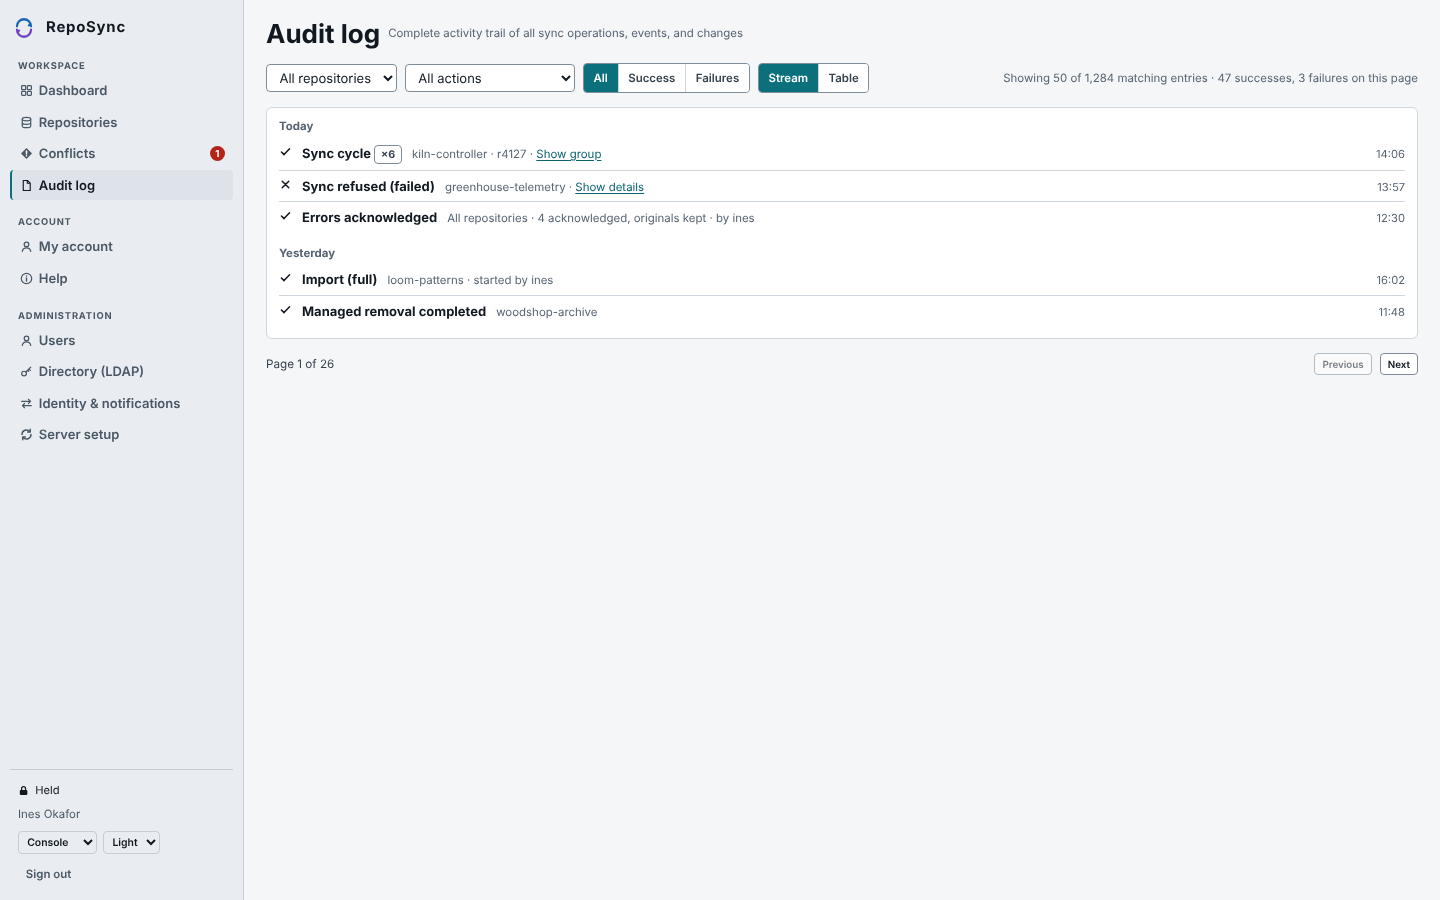 RepoSync
WORKSPACE
Dashboard
Repositories
Conflicts 1
Audit log
ACCOUNT
My account
Help
ADMINISTRATION
Users
Directory (LDAP)
Identity & notifications
Server setup
Held
Ines Okafor
Console Light
Sign out
Audit log Complete activity trail of all sync operations, events, and changes
All repositories All actions All Success Failures Stream Table Showing 50 of 1,284 matching entries · 47 successes, 3 failures on this page
Today
Sync cycle ×6 kiln-controller · r4127 · Show group 14:06
Sync refused (failed) greenhouse-telemetry · Show details 13:57
Errors acknowledged All repositories · 4 acknowledged, originals kept · by ines 12:30
Yesterday
Import (full) loom-patterns · started by ines 16:02
Managed removal completed woodshop-archive 11:48
Page 1 of 26 Previous Next